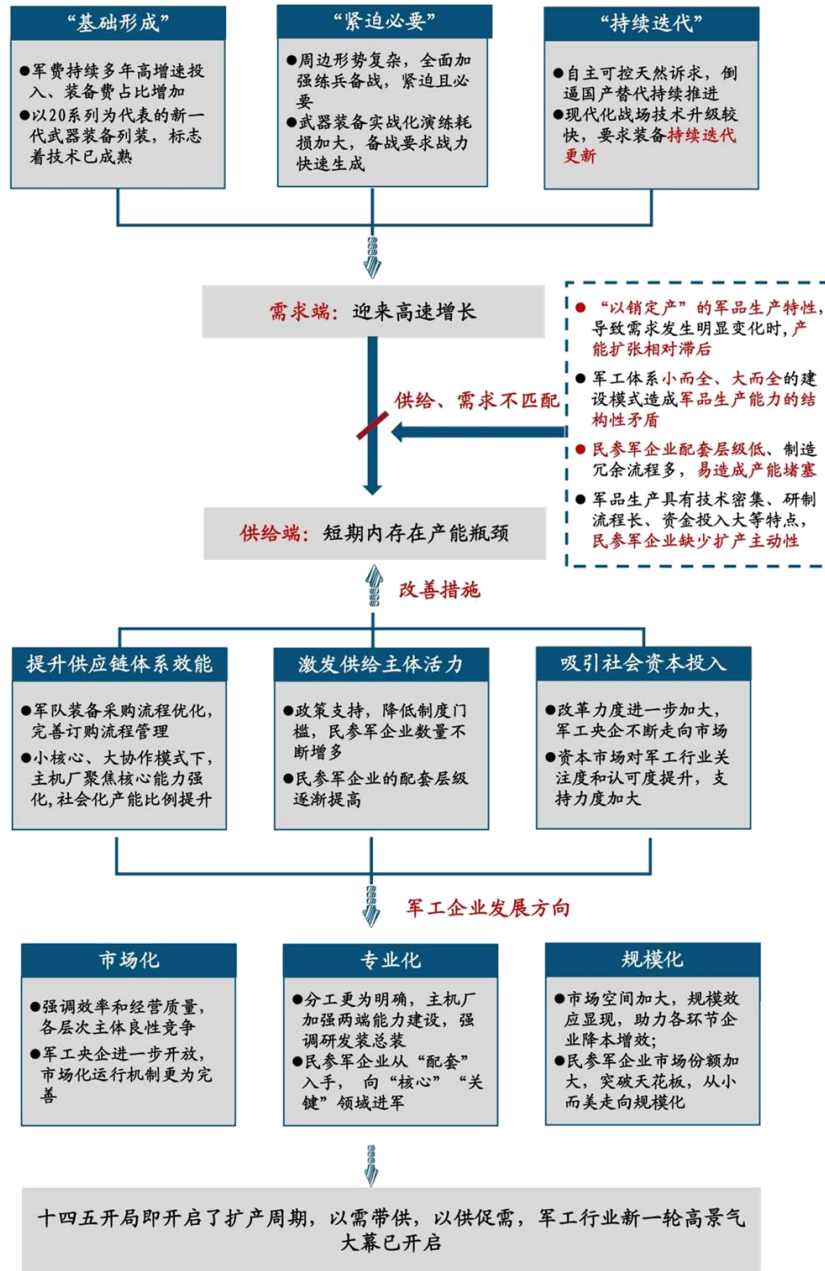 “基础形成”
●军费持续多年高增速投
入、装备费占比增加
●以20系列为代表的新一
代武器装备列装，标志
着技术已成熟
“紧迫必要”
●周边形势复杂，全面加
强练兵备战，紧迫且必
要
●武器装备实战化演练耗
损加大，备战要求战力
快速生成
“持续迭代”
●自主可控天然诉求，倒
逼国产替代持续推进
●现代化战场技术升级较
快，要求装备持续迭代
更新
需求端：迎来高速增长
供给、需求不匹配
● “以销定产”的军品生产特性，
导致需求发生明显变化时，产
能扩张相对滞后
● 军工体系小而全、大而全的建
设模式造成军品生产能力的结
构性矛盾
● 民参军企业配套层级低、制造
冗余流程多，易造成产能堵塞
● 军品生产具有技术密集、研制
流程长、资金投入大等特点，
民参军企业缺少扩产主动性
供给端：短期内存在产能瓶颈
改善措施
提升供应链体系效能
●军队装备采购流程优化，
完善订购流程管理
●小核心、大协作模式下，
主机厂聚焦核心能力强
化，社会化产能比例提升
激发供给主体活力
●政策支持，降低制度门
槛，民参军企业数量不
断增多
●民参军企业的配套层级
逐渐提高
吸引社会资本投入
●改革力度进一步加大，
军工央企不断走向市场
●资本市场对军工行业关
注度和认可度提升，支
持力度加大
军工企业发展方向
市场化
●强调效率和经营质量，
各层次主体良性竞争
●军工央企进一步开放，
市场化运行机制更为完
善
专业化
●分工更为明确，主机厂
加强两端能力建设，强
调研发装总装
●民参军企业从“配套”
入手， 向“核心”“关
键”领域进军
规模化
●市场空间加大，规模效
应显现，助力各环节企
业降本增效；
●民参军企业市场份额加
大，突破天花板，从小
而美走向规模化
十四五开局即开启了扩产周期，以需带供，以供促需，军工行业新一轮高景气
大幕已开启